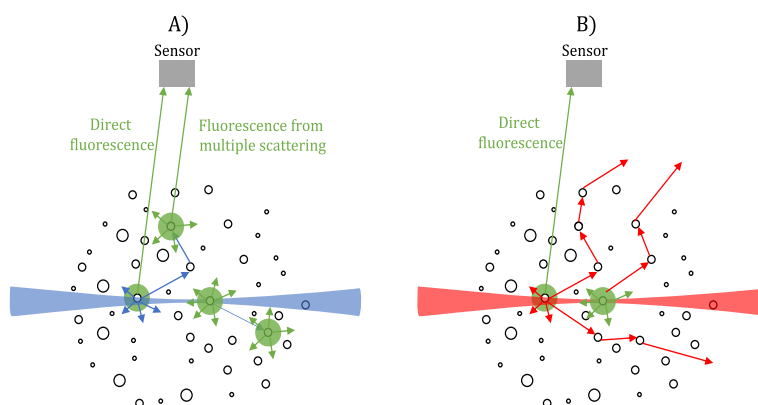 A)
Sensor
Direct
fluorescence
Fluorescence from
multiple scattering
B)
Sensor
Direct
fluorescence